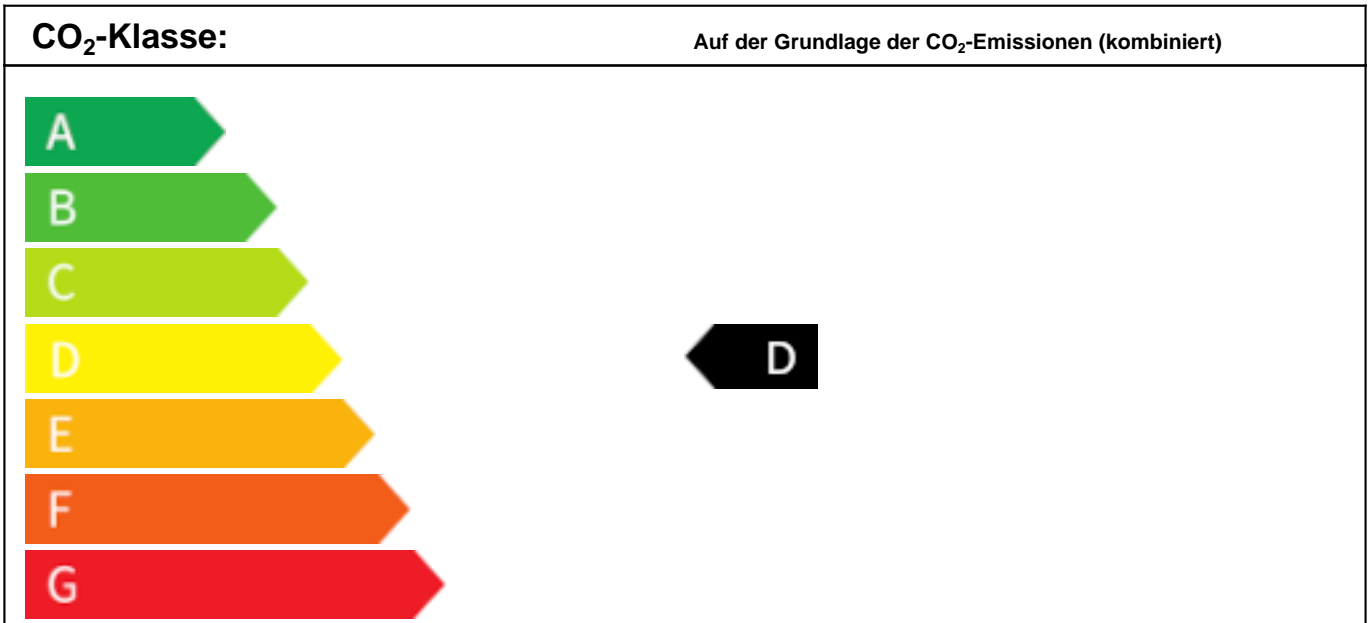 CO₂-Klasse:
Auf der Grundlage der CO₂-Emissionen (kombiniert)
A
B
C
D
D
E
F
G